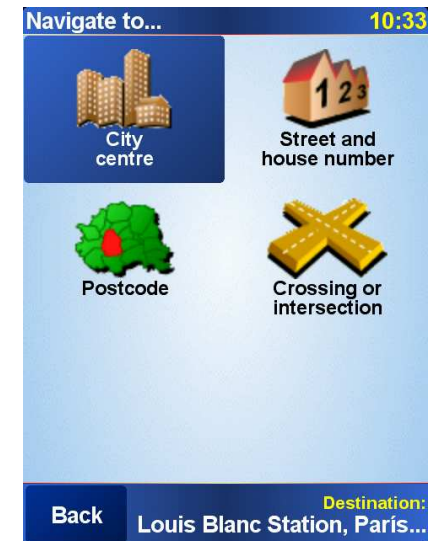 Navigate to...
10:33
City
centre
Street and
house number
1 2 3
Postcode
Crossing or
intersection
Back
Destination:
Louis Blanc Station, París...